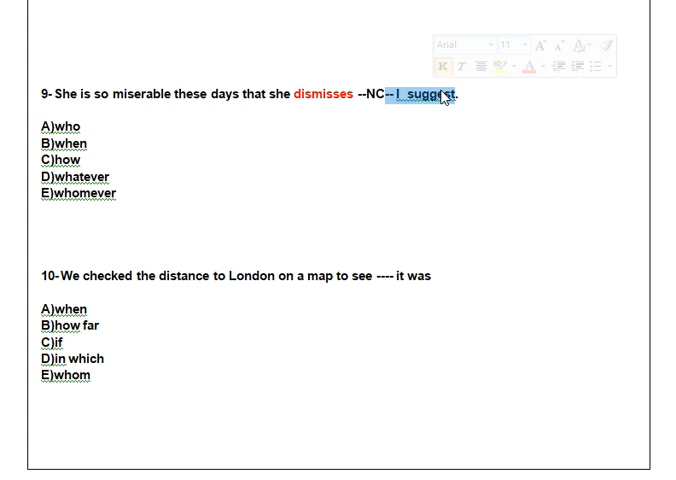 Arial 11 A A A
K T A
9- She is so miserable these days that she dismisses --NC-- I suggest.
A)who
B)when
C)how
D)whatever
E)whomever
10-We checked the distance to London on a map to see ---- it was
A)when
B)how far
C)if
D)in which
E)whom